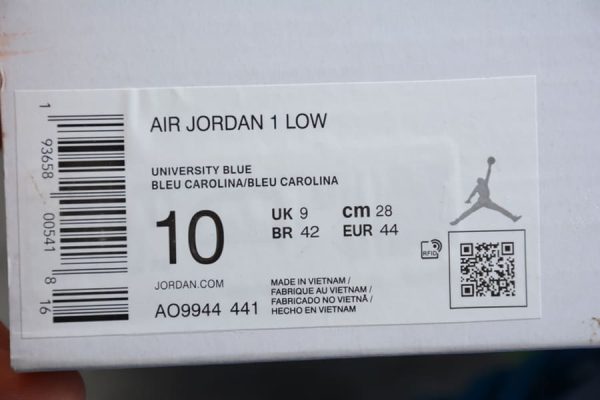 AIR JORDAN 1 LOW
UNIVERSITY BLUE
BLEU CAROLINA/BLEU CAROLINA
10
UK 9 cm 28
BR 42 EUR 44
RFID
JORDAN.COM
AO9944 441
MADE IN VIETNAM /
FABRIQUE AU VIETNAM /
FABRICADO NO VIETNÃ /
HECHO EN VIETNAM
1 93658 00541 8 16